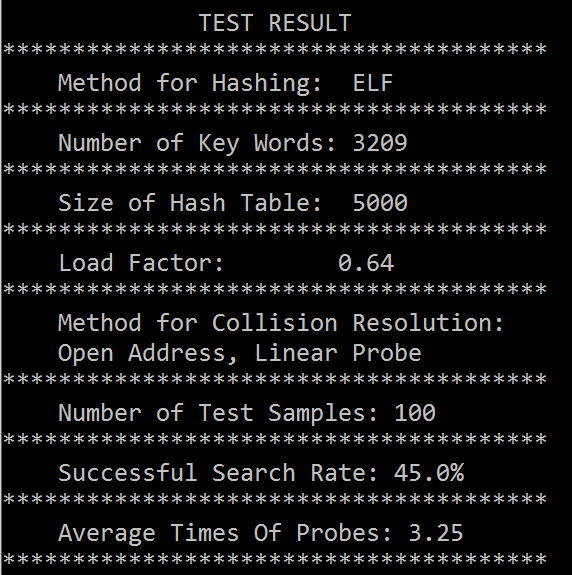 TEST RESULT
***************************************
Method for Hashing:  ELF
***************************************
Number of Key Words: 3209
***************************************
Size of Hash Table:  5000
***************************************
Load Factor:        0.64
***************************************
Method for Collision Resolution:
Open Address, Linear Probe
***************************************
Number of Test Samples: 100
***************************************
Successful Search Rate: 45.0%
***************************************
Average Times Of Probes: 3.25
***************************************